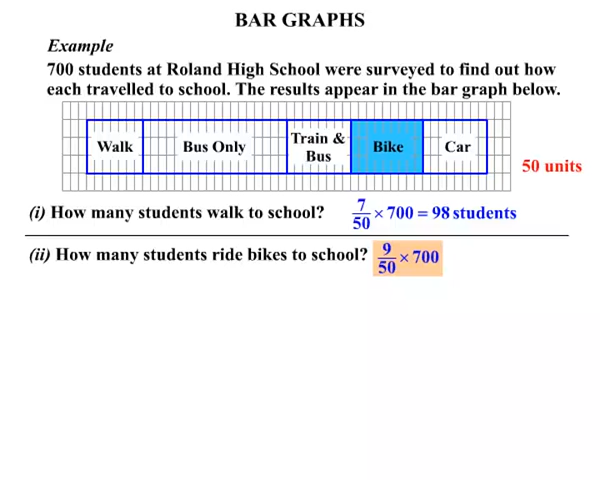 BAR GRAPHS
Example
700 students at Roland High School were surveyed to find out how
each travelled to school. The results appear in the bar graph below.
Walk Bus Only Train & Bus Bike Car
50 units
(i) How many students walk to school? 7/50 × 700 = 98 students
(ii) How many students ride bikes to school? 9/50 × 700